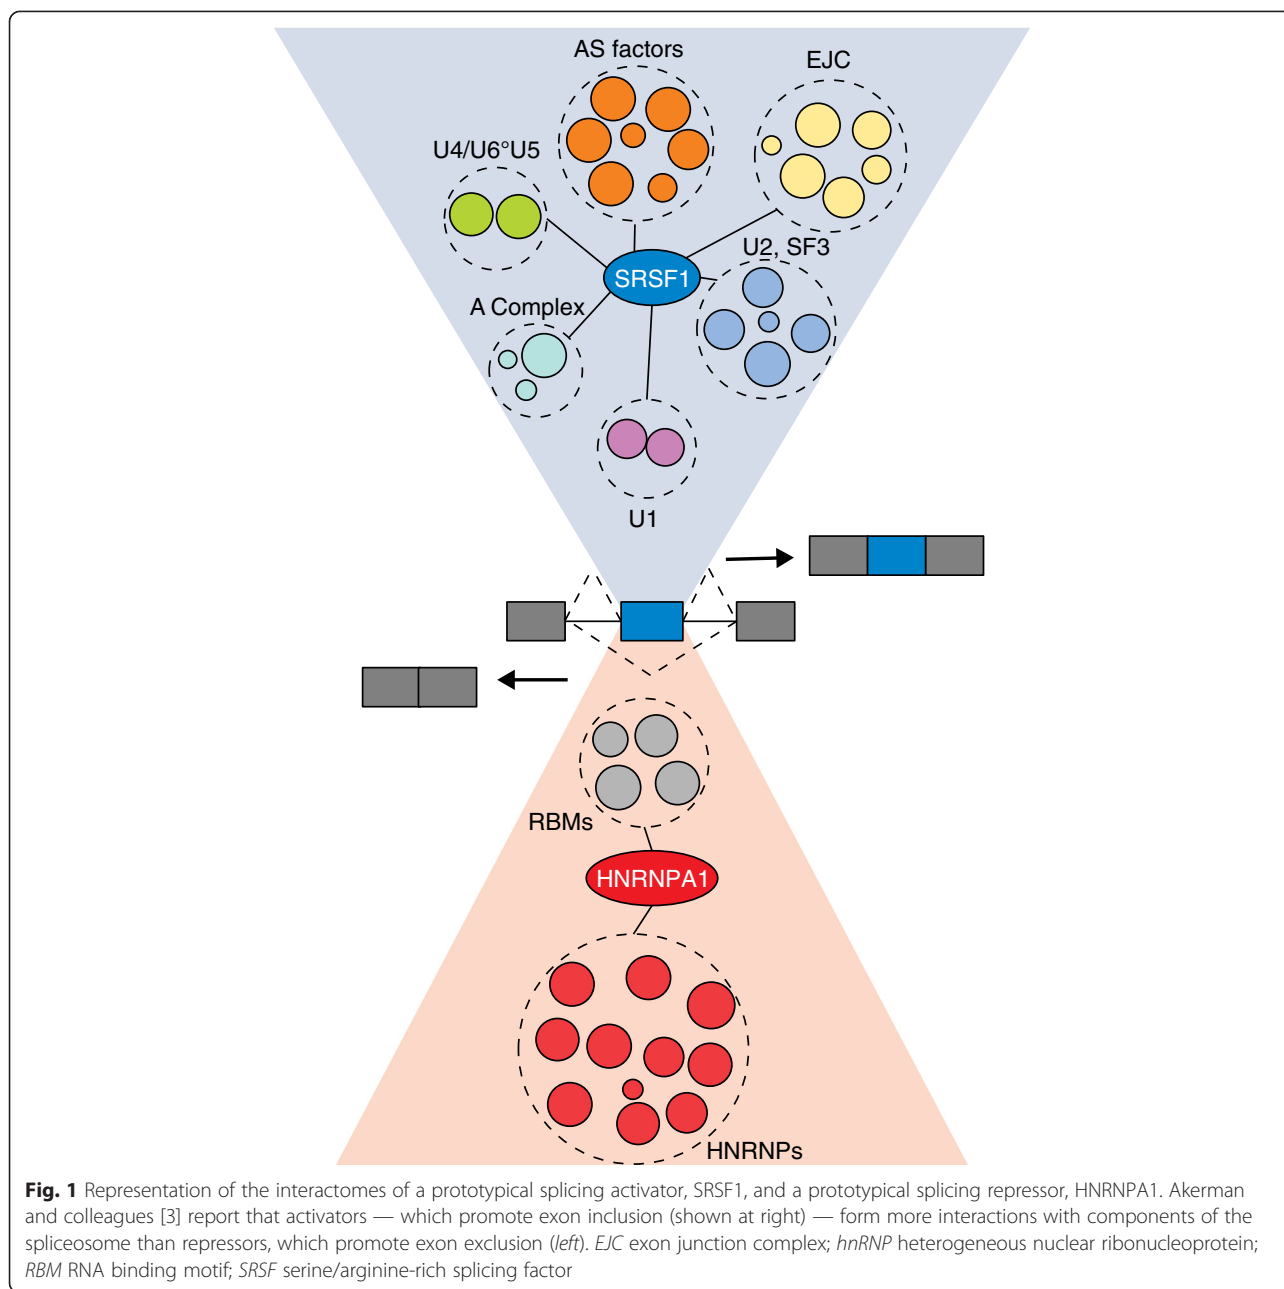 AS factors
EJC
U4/U6°U5
U2, SF3
SRSF1
A Complex
U1
RBMs
HNRNPA1
HNRNPs
Fig. 1 Representation of the interactomes of a prototypical splicing activator, SRSF1, and a prototypical splicing repressor, HNRNPA1. Akerman
and colleagues [3] report that activators — which promote exon inclusion (shown at right) — form more interactions with components of the
spliceosome than repressors, which promote exon exclusion (left). EJC exon junction complex; hnRNP heterogeneous nuclear ribonucleoprotein;
RBM RNA binding motif; SRSF serine/arginine-rich splicing factor